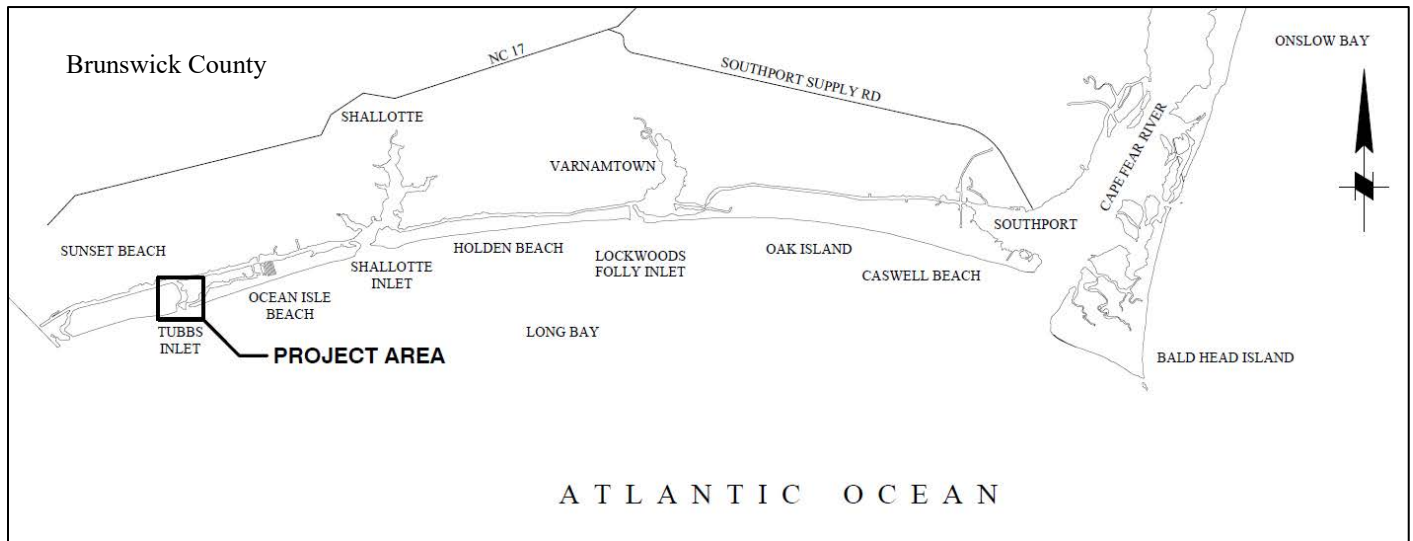 Brunswick County
NC 17
SOUTHPORT SUPPLY RD
ONSLOW BAY
SHALLOTTE
VARNAMTOWN
CAPE FEAR RIVER
SOUTHPORT
SUNSET BEACH
HOLDEN BEACH
LOCKWOODS
FOLLY INLET
OAK ISLAND
CASWELL BEACH
SHALLOTTE
INLET
OCEAN ISLE
BEACH
TUBBS
INLET
LONG BAY
PROJECT AREA
BALD HEAD ISLAND
ATLANTIC OCEAN